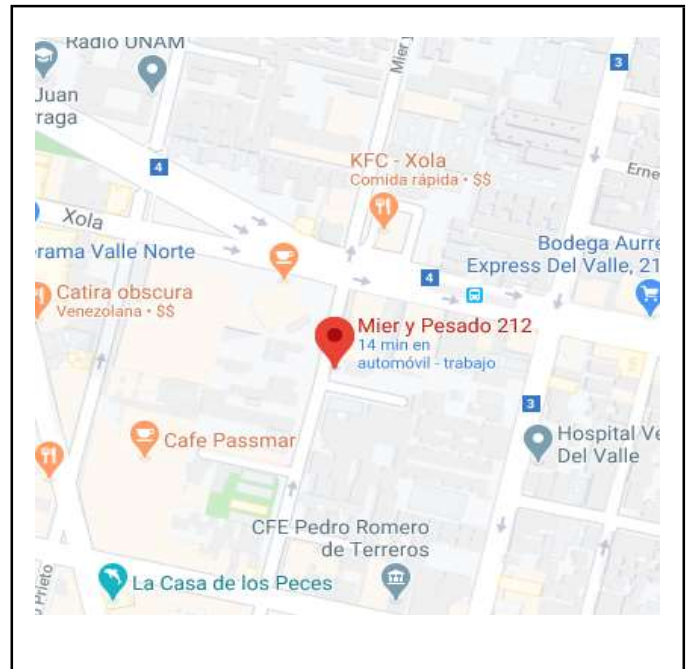 Radio UNAM
Juan
rraga
Mier y
3
4
KFC - Xola
Comida rápida • $$
Erne
Xola
rama Valle Norte
Bodega Aurre
Express Del Valle, 21
4
Catira obscura
Venezolana • $$
Mier y Pesado 212
14 min en
automóvil - trabajo
3
Cafe Passmar
Hospital Ve
Del Valle
CFE Pedro Romero
de Terreros
La Casa de los Peces
Prieto